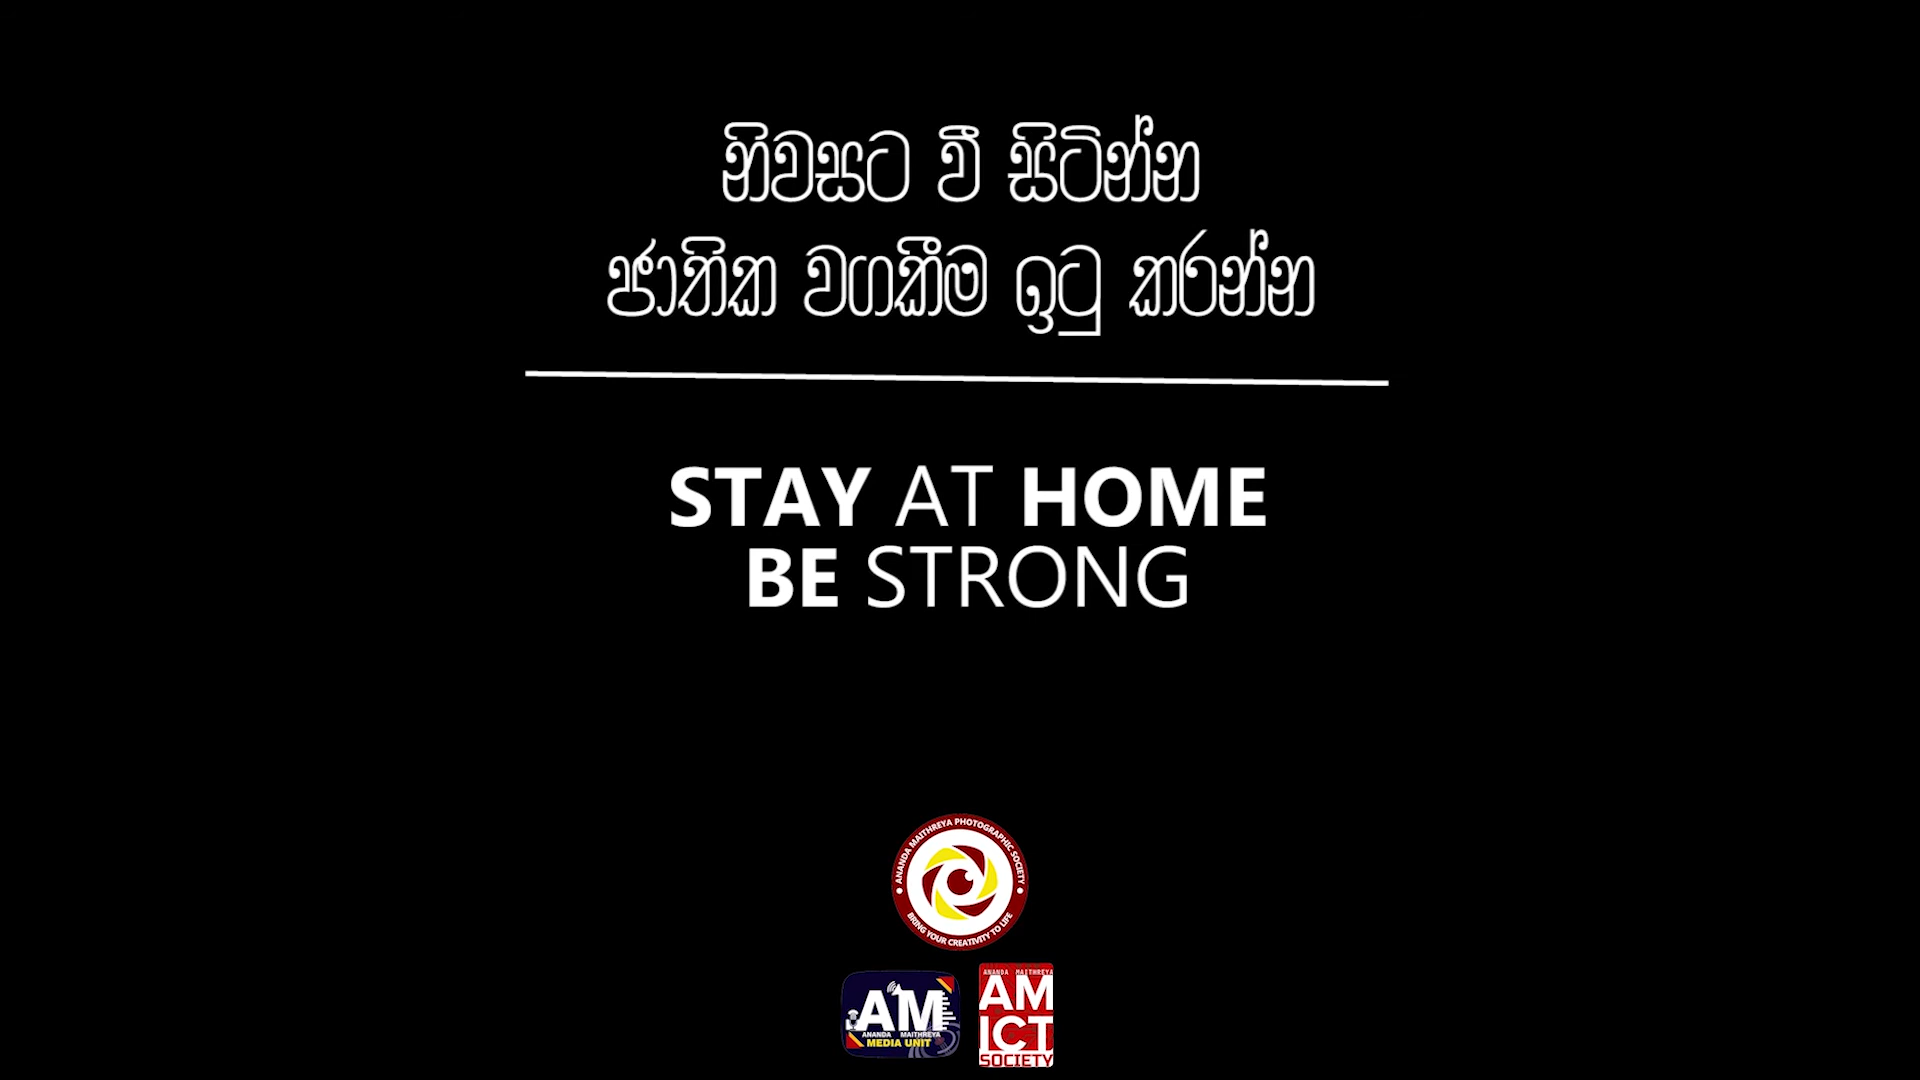 නිවසට වී සිටින්න
ජාතික වගකීම ඉටු කරන්න
STAY AT HOME
BE STRONG
ANANDA MAITHREYA PHOTOGRAPHIC SOCIETY
BRING YOUR CREATIVITY TO LIFE
AM
ANANDA MAITHREYA
MEDIA UNIT
ANANDA MAITHREYA
AM
ICT
SOCIETY